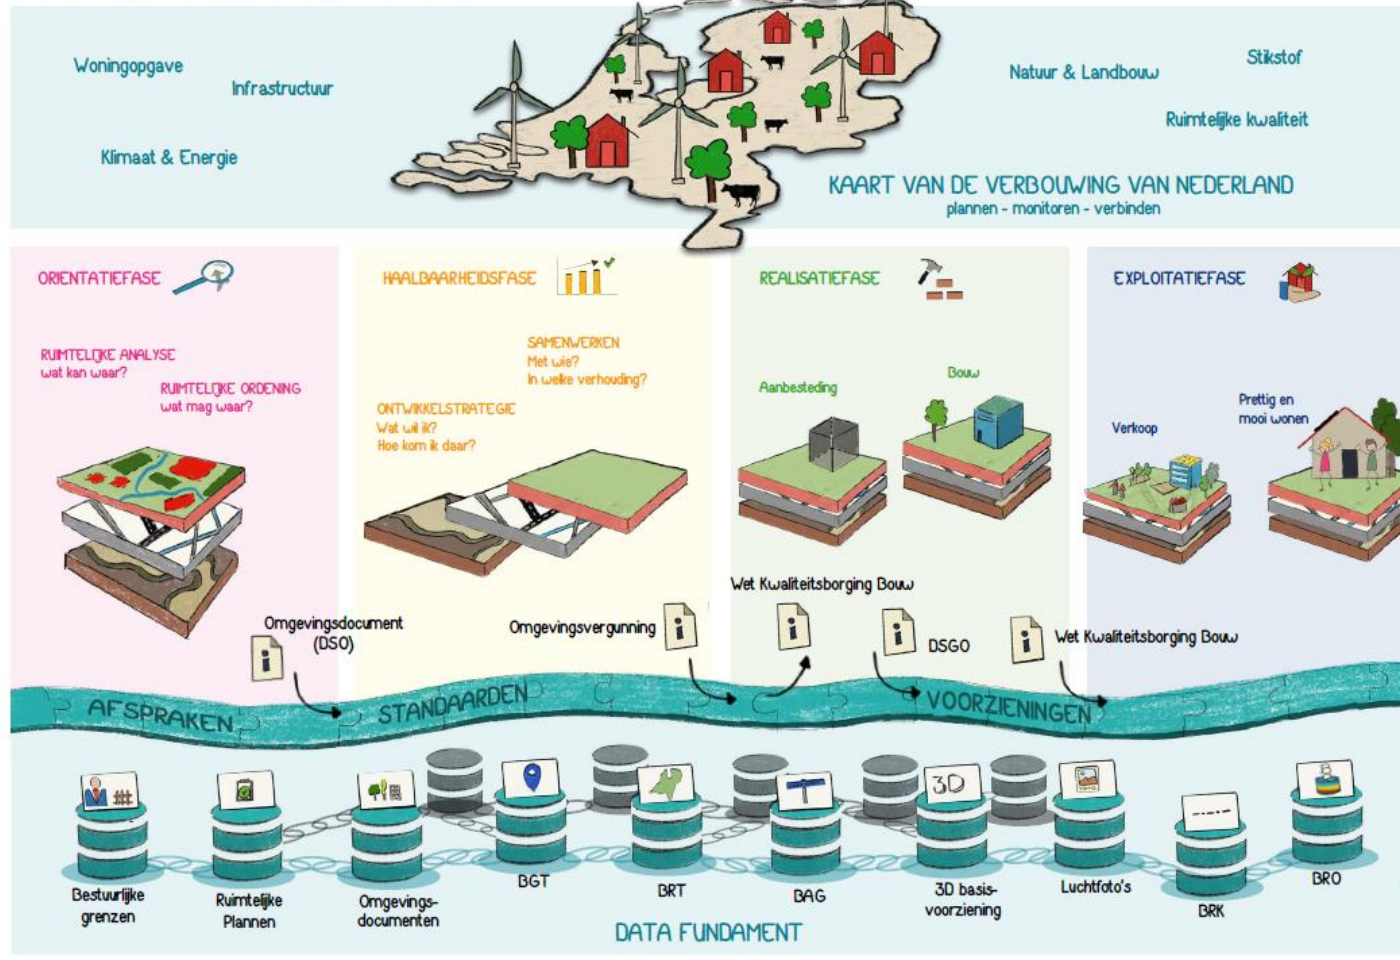 Woningopgave
Infrastructuur
Klimaat & Energie
Natuur & Landbouw
Stikstof
Ruimtelijke kwaliteit
KAART VAN DE VERBOUWING VAN NEDERLAND
plannen - monitoren - verbinden
ORIENTATIEFASE
RUIMTELIJKE ANALYSE
wat kan waar?
RUIMTELIJKE ORDENING
wat mag waar?
HAALBAARHEIDSFASE
SAMENWERKEN
Met wie?
In welke verhouding?
ONTWIKKELSTRATEGIE
Wat wil ik?
Hoe kom ik daar?
REALISATIEFASE
Aanbesteding
Bouw
EXPLOITATIEFASE
Verkoop
Prettig en
mooi wonen
Omgevingsdocument
(DSO)
i
Omgevingsvergunning
i
Wet Kwaliteitsborging Bouw
i
i
DSGO
i
Wet Kwaliteitsborging Bouw
AFSPRAKEN
STANDAARDEN
VOORZIENINGEN
3D
Bestuurlijke
grenzen
Ruimtelijke
Plannen
Omgevings-
documenten
BGT
BRT
BAG
3D basis-
voorziening
Luchtfoto's
BRK
BRO
DATA FUNDAMENT